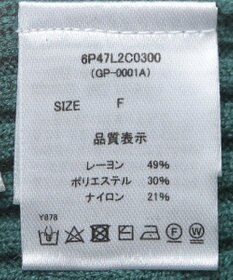 6P47L2C0300
(GP-0001A)
SIZE F
品質表示
レーヨン 49%
ポリエステル 30%
ナイロン 21%
Y878